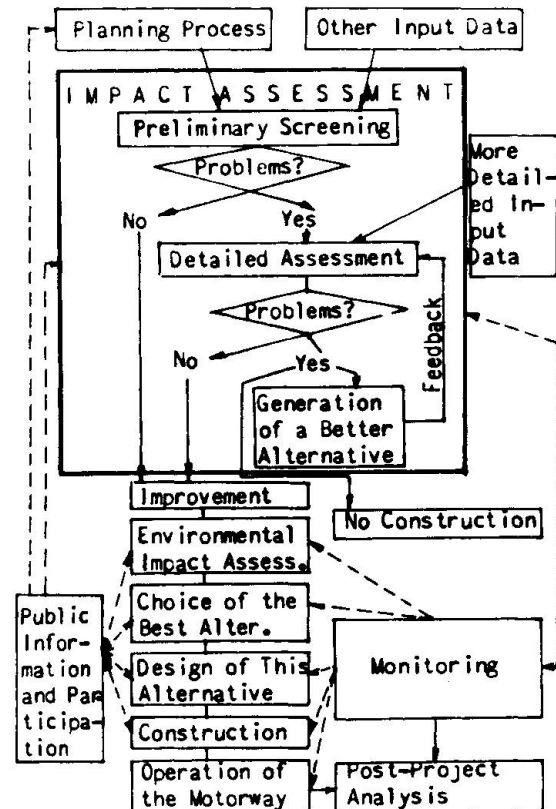 Planning Process
Other Input Data
IMPACT ASSESSMENT
Preliminary Screening
Problems?
No
Yes
More
Detail-
ed In-
put
Data
Detailed Assessment
Problems?
No
Yes
Feedback
Generation
of a Better
Alternative
Improvement
No Construction
Environmental
Impact Assess.
Choice of the
Best Alter.
Public
Infor-
mation
and Par
ticipa-
tion
Design of This
Alternative
Monitoring
Construction
Operation of
the Motorway
Post-Project
Analysis